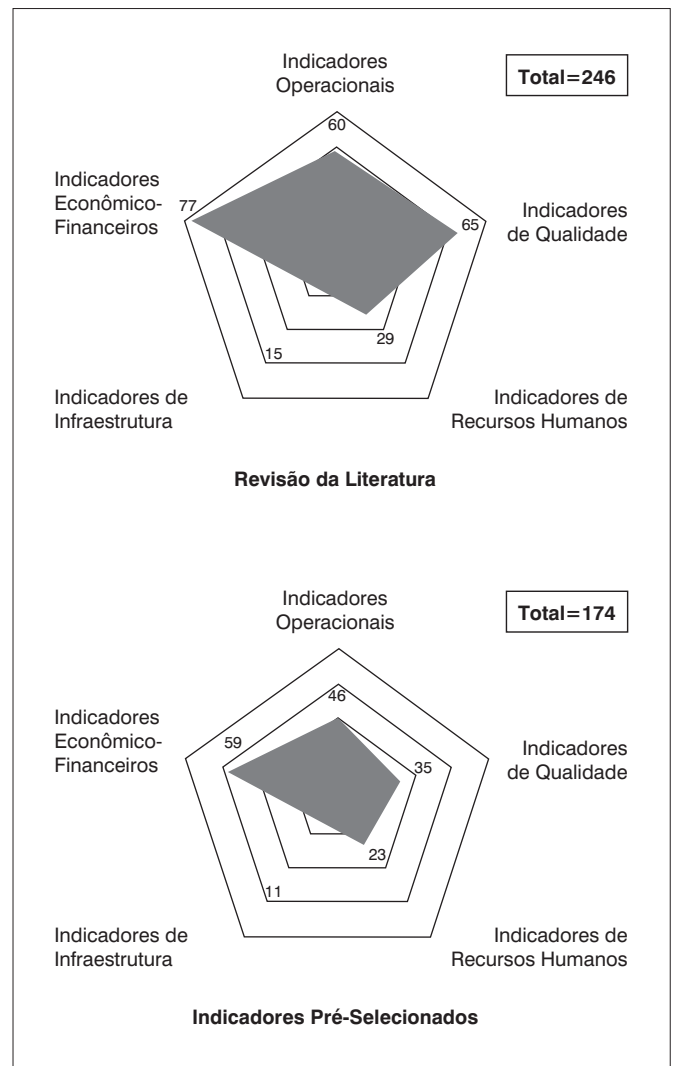 Indicadores
Operacionais
Total=246
60
Indicadores
Econômico-
Financeiros
77
65
Indicadores
de Qualidade
29
15
Indicadores de
Infraestrutura
Indicadores de
Recursos Humanos
Revisão da Literatura
Indicadores
Operacionais
Total=174
46
Indicadores
Econômico-
Financeiros
59
35
Indicadores
de Qualidade
23
11
Indicadores de
Infraestrutura
Indicadores de
Recursos Humanos
Indicadores Pré-Selecionados